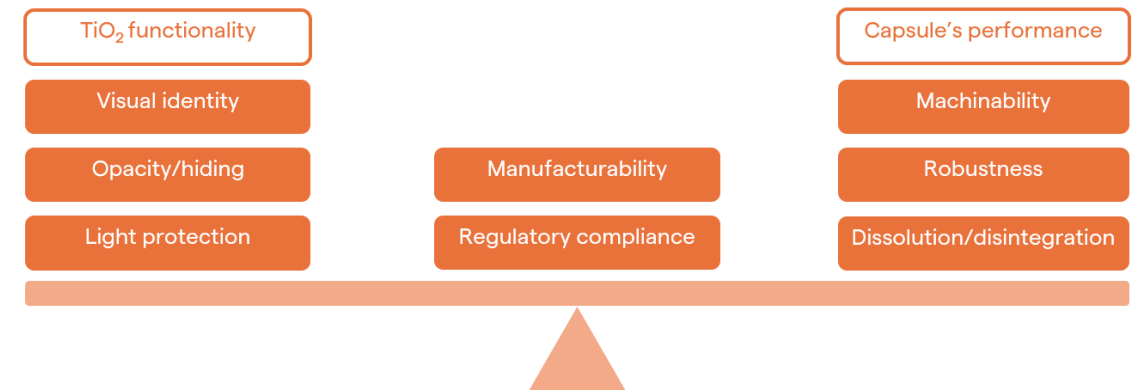 TiO₂ functionality
Visual identity
Opacity/hiding
Light protection
Manufacturability
Regulatory compliance
Capsule’s performance
Machinability
Robustness
Dissolution/disintegration